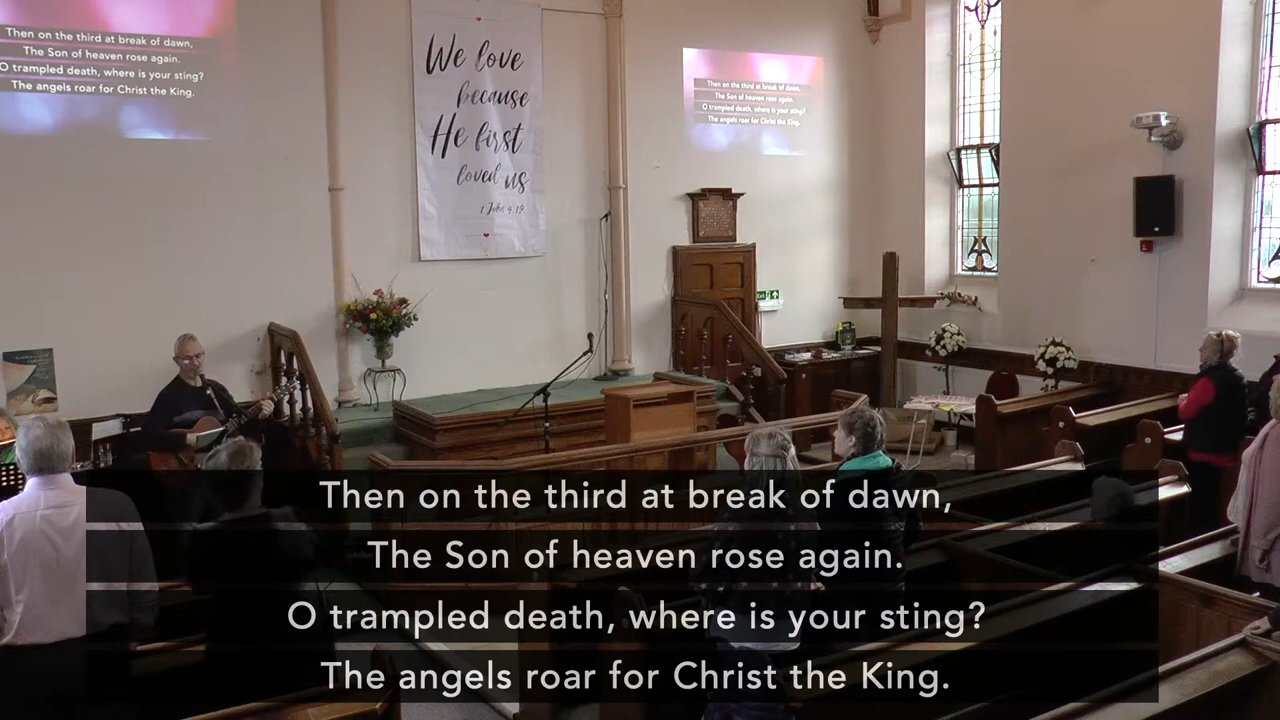 Then on the third at break of dawn,
The Son of heaven rose again.
O trampled death, where is your sting?
The angels roar for Christ the King.
We love
because
He first
loved us
1 John 4:19
Then on the third at break of dawn,
The Son of heaven rose again.
O trampled death, where is your sting?
The angels roar for Christ the King.
Exit
Then on the third at break of dawn,
The Son of heaven rose again.
O trampled death, where is your sting?
The angels roar for Christ the King.